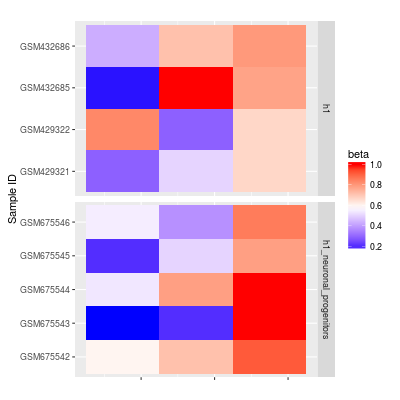 GSM432686
GSM432685
GSM429322
GSM429321
h1
GSM675546
GSM675545
GSM675544
GSM675543
GSM675542
h1_neuronal_progenitors
Sample ID
beta
1.0
0.8
0.6
0.4
0.2